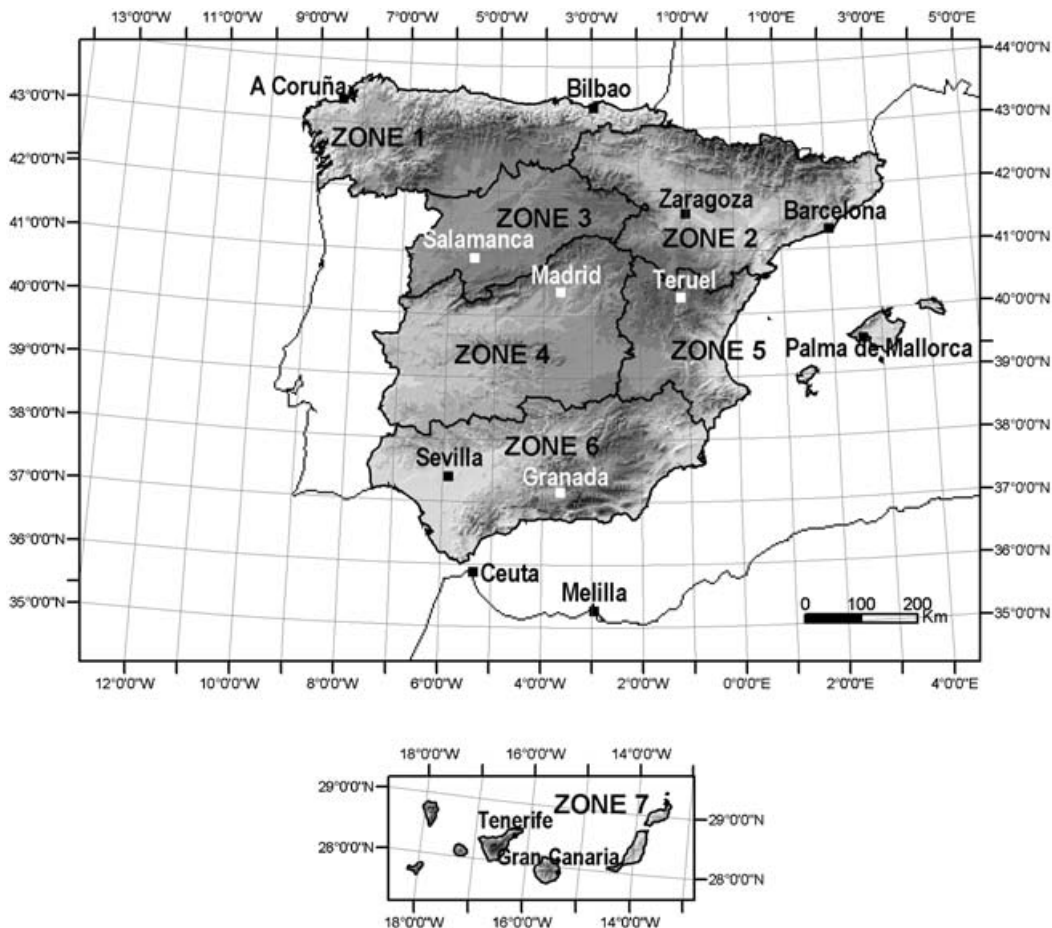 13°0'0"W 11°0'0"W 9°0'0"W 7°0'0"W 5°0'0"W 3°0'0"W 1°0'0"W 1°0'0"E 3°0'0"E 5°0'0"E
44°0'0"N
43°0'0"N
A Coruña
Bilbao
43°0'0"N
ZONE 1
42°0'0"N
42°0'0"N
Zaragoza
Barcelona
41°0'0"N
ZONE 3
ZONE 2
41°0'0"N
Salamanca
Madrid
Teruel
40°0'0"N
40°0'0"N
39°0'0"N
ZONE 4
ZONE 5
Palma de Mallorca
39°0'0"N
38°0'0"N
38°0'0"N
ZONE 6
Sevilla
Granada
37°0'0"N
37°0'0"N
36°0'0"N
36°0'0"N
Ceuta
Melilla
35°0'0"N
0 100 200
Km
35°0'0"N
12°0'0"W 10°0'0"W 8°0'0"W 6°0'0"W 4°0'0"W 2°0'0"W 0°0'0"E 2°0'0"E 4°0'0"E
18°0'0"W 16°0'0"W 14°0'0"W
29°0'0"N
ZONE 7
Tenerife
29°0'0"N
28°0'0"N
Gran Canaria
28°0'0"N
18°0'0"W 16°0'0"W 14°0'0"W